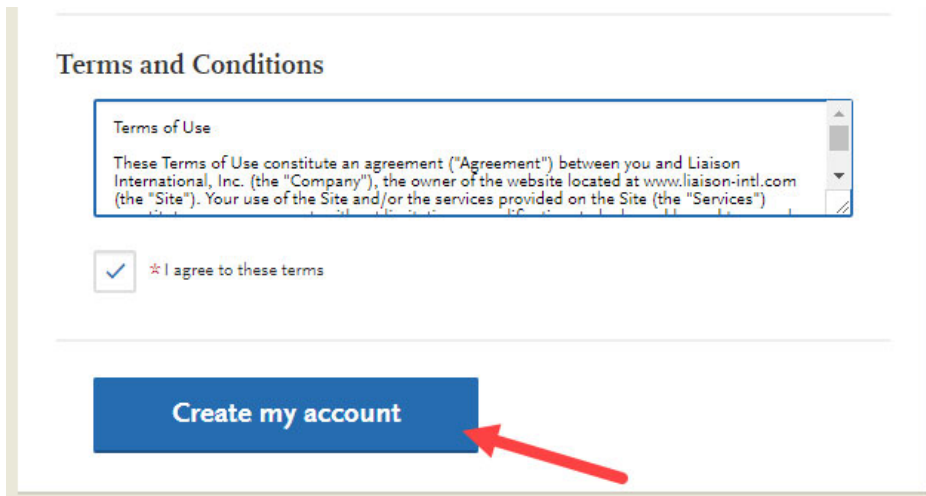 Terms and Conditions
Terms of Use
These Terms of Use constitute an agreement ("Agreement") between you and Liaison
International, Inc. (the "Company"), the owner of the website located at www.liaison-intl.com
(the "Site"). Your use of the Site and/or the services provided on the Site (the "Services")
* I agree to these terms
Create my account